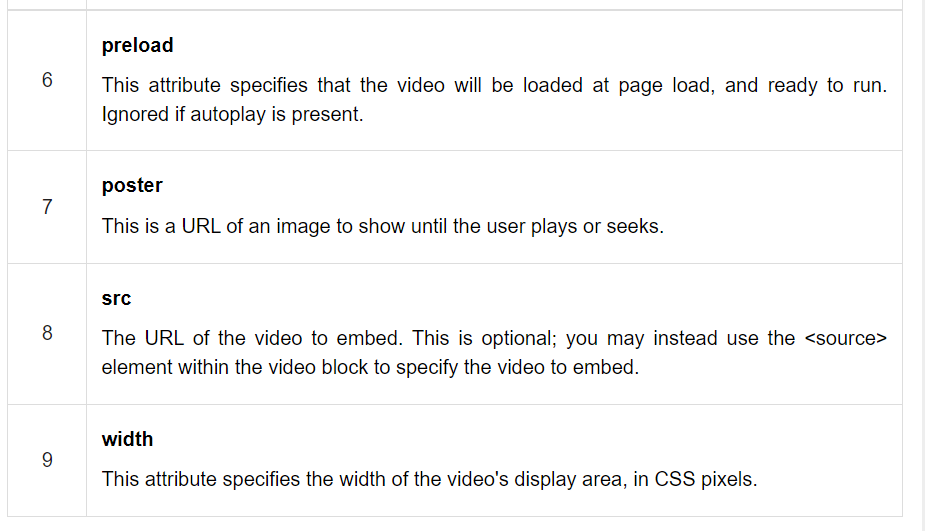 6
preload
This attribute specifies that the video will be loaded at page load, and ready to run.
Ignored if autoplay is present.
7
poster
This is a URL of an image to show until the user plays or seeks.
8
src
The URL of the video to embed. This is optional; you may instead use the <source>
element within the video block to specify the video to embed.
9
width
This attribute specifies the width of the video's display area, in CSS pixels.